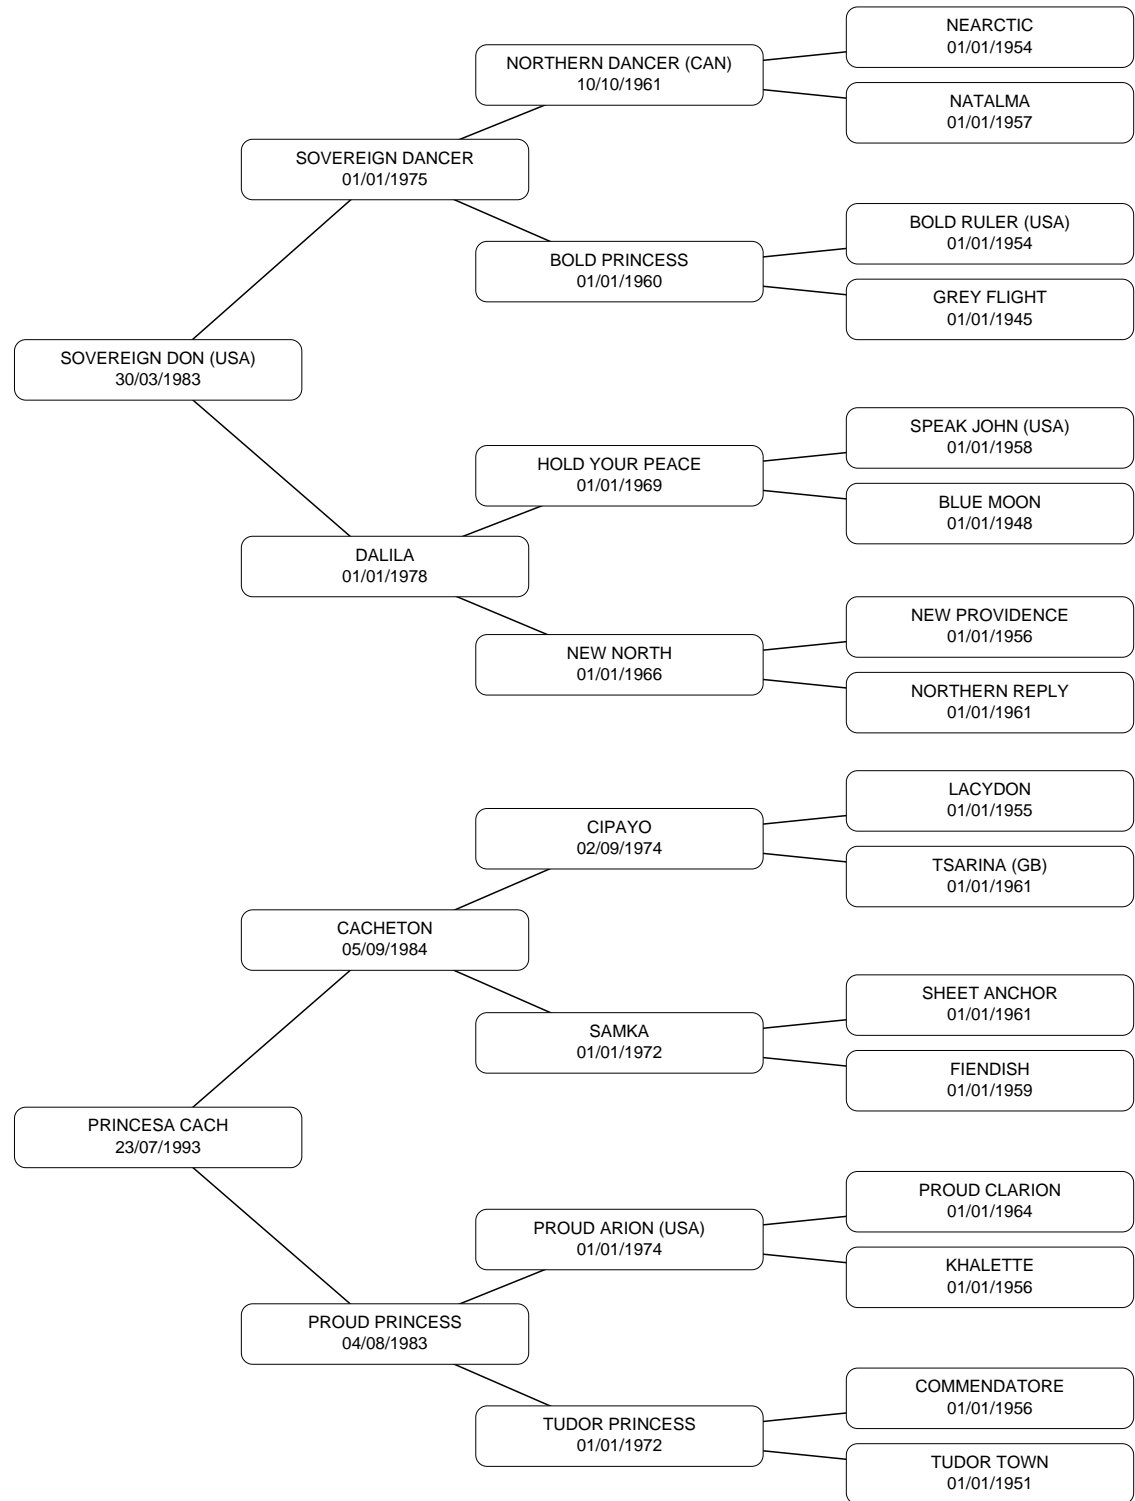 NEARCTIC
01/01/1954
NORTHERN DANCER (CAN)
10/10/1961
NATALMA
01/01/1957
SOVEREIGN DANCER
01/01/1975
BOLD RULER (USA)
01/01/1954
BOLD PRINCESS
01/01/1960
GREY FLIGHT
01/01/1945
SOVEREIGN DON (USA)
30/03/1983
SPEAK JOHN (USA)
01/01/1958
HOLD YOUR PEACE
01/01/1969
BLUE MOON
01/01/1948
DALILA
01/01/1978
NEW PROVIDENCE
01/01/1956
NEW NORTH
01/01/1966
NORTHERN REPLY
01/01/1961
LACYDON
01/01/1955
CIPAYO
02/09/1974
TSARINA (GB)
01/01/1961
CACHETON
05/09/1984
SHEET ANCHOR
01/01/1961
SAMKA
01/01/1972
FIENDISH
01/01/1959
PRINCESA CACH
23/07/1993
PROUD CLARION
01/01/1964
PROUD ARION (USA)
01/01/1974
KHALETTE
01/01/1956
PROUD PRINCESS
04/08/1983
COMMENDATORE
01/01/1956
TUDOR PRINCESS
01/01/1972
TUDOR TOWN
01/01/1951